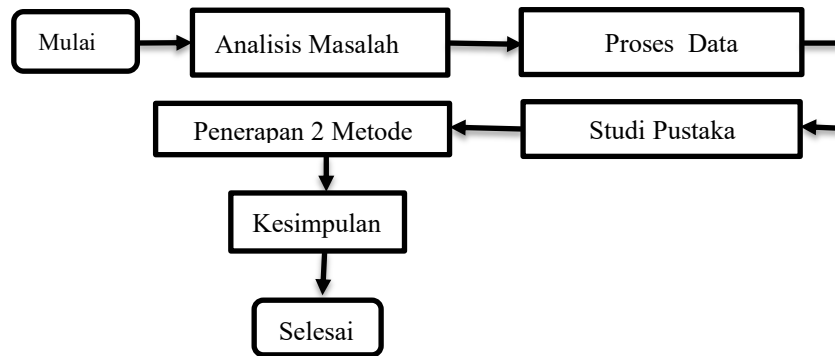 Mulai
Analisis Masalah
Proses Data
Studi Pustaka
Penerapan 2 Metode
Kesimpulan
Selesai